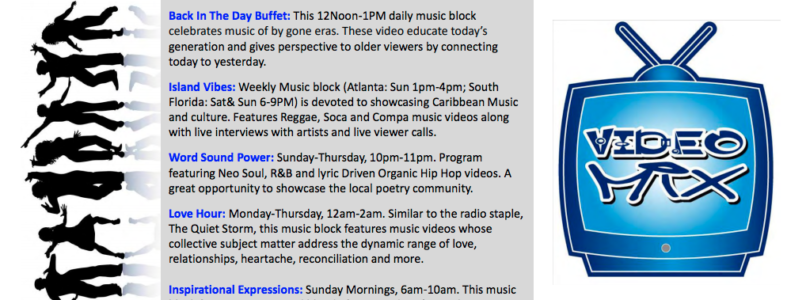 Back In The Day Buffet: This 12Noon-1PM daily music block
celebrates music of by gone eras. These video educate today’s
generation and gives perspective to older viewers by connecting
today to yesterday.
Island Vibes: Weekly Music block (Atlanta: Sun 1pm-4pm; South
Florida: Sat& Sun 6-9PM) is devoted to showcasing Caribbean Music
and culture. Features Reggae, Soca and Compa music videos along
with live interviews with artists and live viewer calls.
Word Sound Power: Sunday-Thursday, 10pm-11pm. Program
featuring Neo Soul, R&B and lyric Driven Organic Hip Hop videos. A
great opportunity to showcase the local poetry community.
Love Hour: Monday-Thursday, 12am-2am. Similar to the radio staple,
The Quiet Storm, this music block features music videos whose
collective subject matter address the dynamic range of love,
relationships, heartache, reconciliation and more.
Inspirational Expressions: Sunday Mornings, 6am-10am. This music
VIDEO
MIX